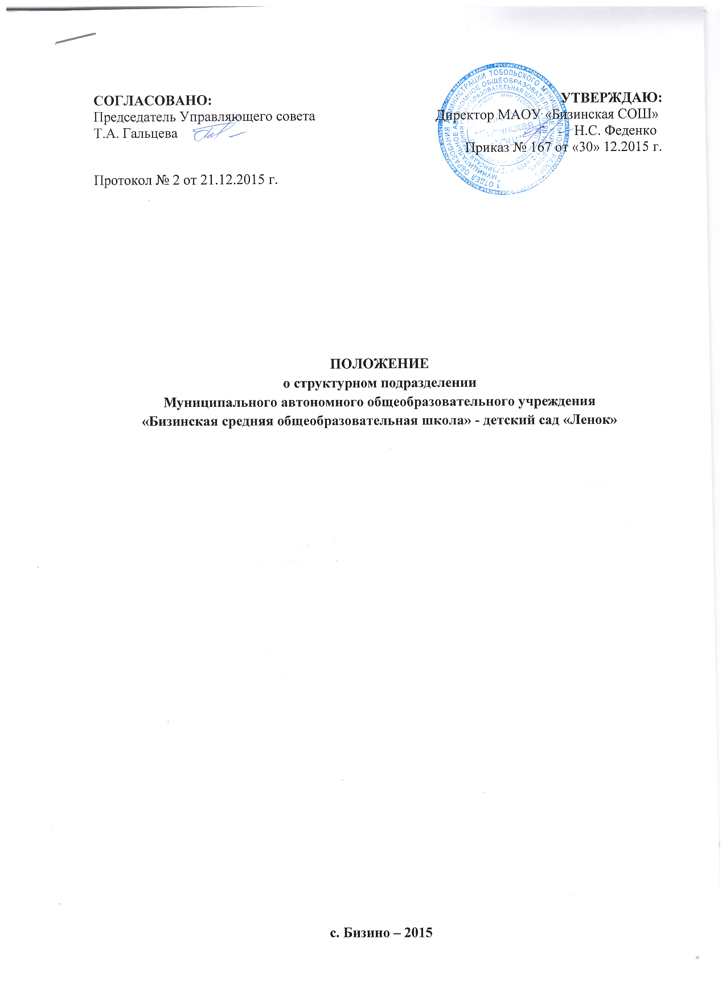 СОГЛАСОВАНО:
Председатель Управляющего совета
Т.А. Гальцева
Протокол № 2 от 21.12.2015 г.
УТВЕРЖДАЮ:
Директор МАОУ «Бизинская СОШ»
Н.С. Феденко
Приказ № 167 от «30» 12.2015 г.
ПОЛОЖЕНИЕ
о структурном подразделении
Муниципального автономного общеобразовательного учреждения
«Бизинская средняя общеобразовательная школа» - детский сад «Ленок»
с. Бизино – 2015